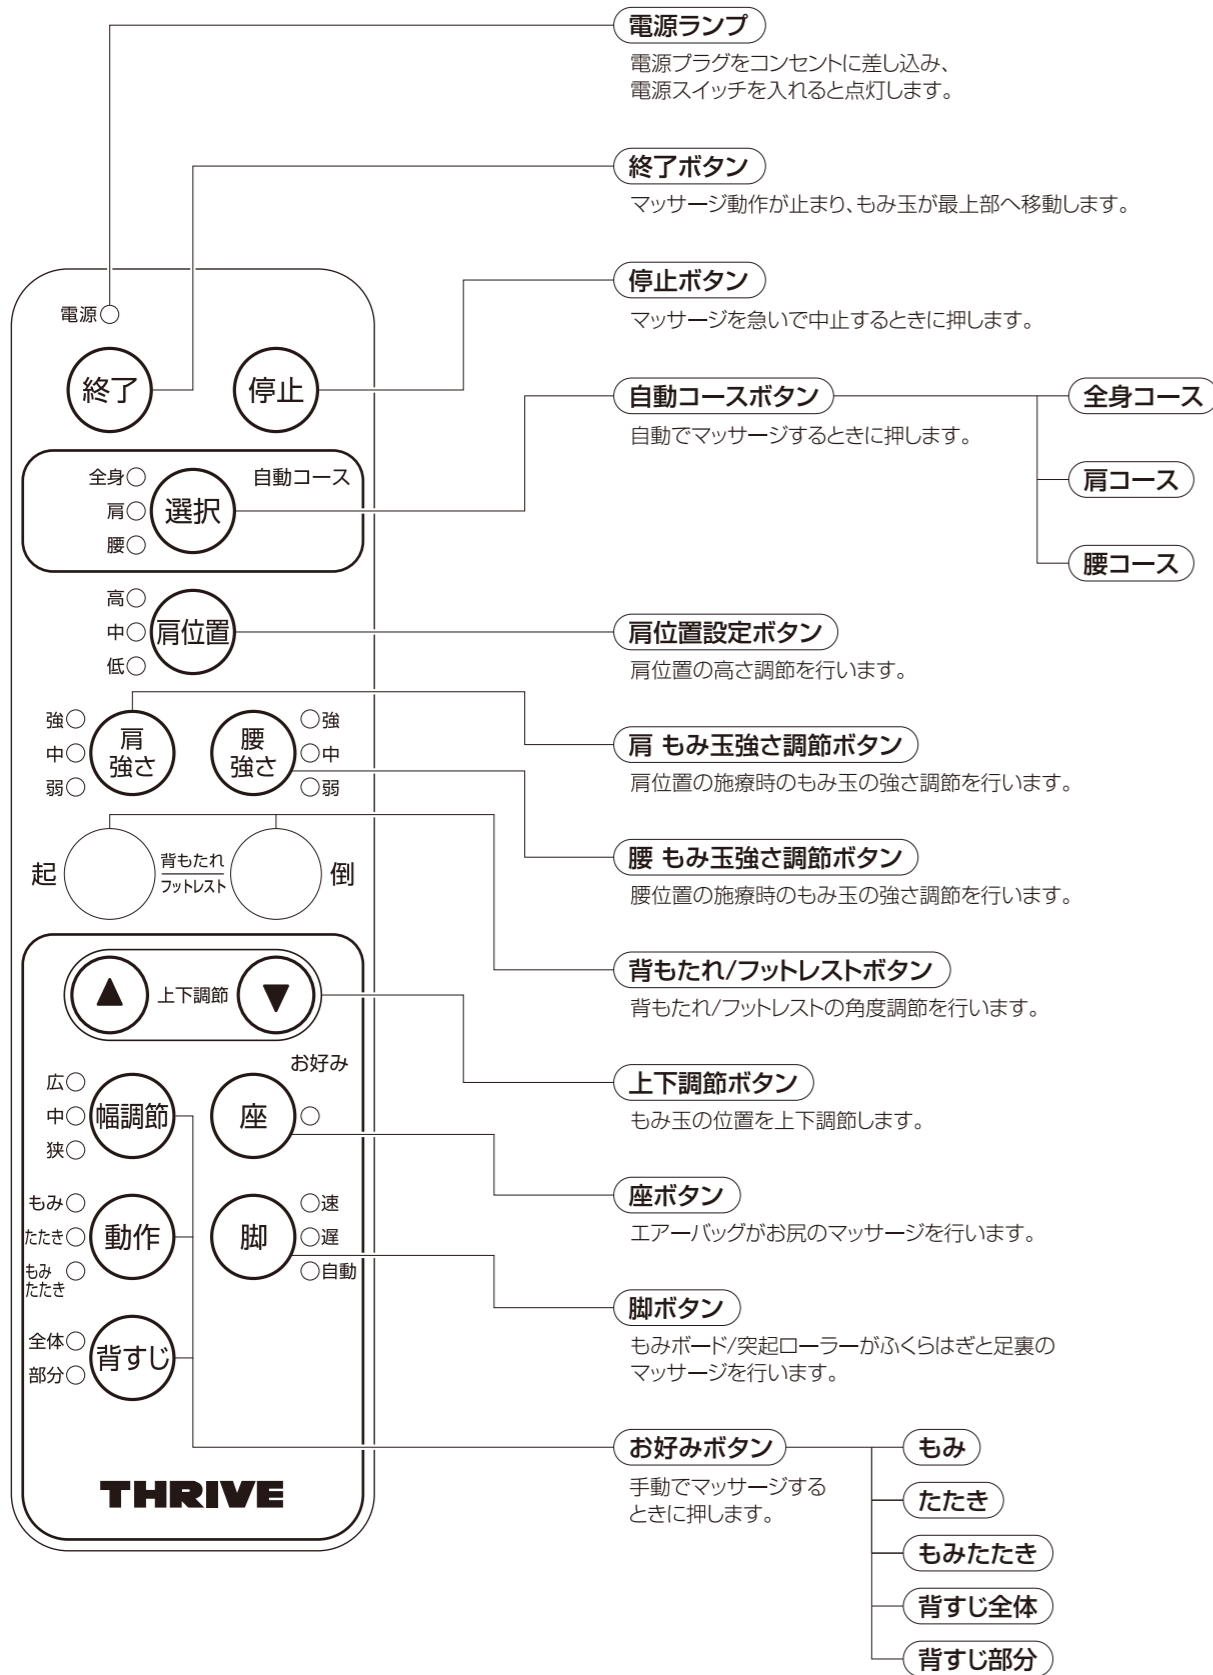 電源ランプ
電源プラグをコンセントに差し込み、
電源スイッチを入れると点灯します。
終了ボタン
マッサージ動作が止まり、もみ玉が最上部へ移動します。
停止ボタン
マッサージを急いで中止するときに押します。
自動コースボタン
自動でマッサージするときに押します。
全身コース
肩コース
腰コース
肩位置設定ボタン
肩位置の高さ調節を行います。
肩 もみ玉強さ調節ボタン
肩位置の施療時のもみ玉の強さ調節を行います。
腰 もみ玉強さ調節ボタン
腰位置の施療時のもみ玉の強さ調節を行います。
背もたれ/フットレストボタン
背もたれ/フットレストの角度調節を行います。
上下調節ボタン
もみ玉の位置を上下調節します。
座ボタン
エアーバッグがお尻のマッサージを行います。
脚ボタン
もみボード/突起ローラーがふくらはぎと足裏の
マッサージを行います。
お好みボタン
手動でマッサージする
ときに押します。
もみ
たたき
もみたたき
背すじ全体
背すじ部分
電源
終了
停止
全身
肩
腰
選択
自動コース
高
中
低
肩位置
強
中
弱
肩
強さ
腰
強さ
強
中
弱
起
背もたれ
フットレスト
倒
▲
上下調節
▼
お好み
広
中
狭
幅調節
座
もみ
たたき
もみ
たたき
動作
脚
速
遅
自動
全体
部分
背すじ
THRIVE